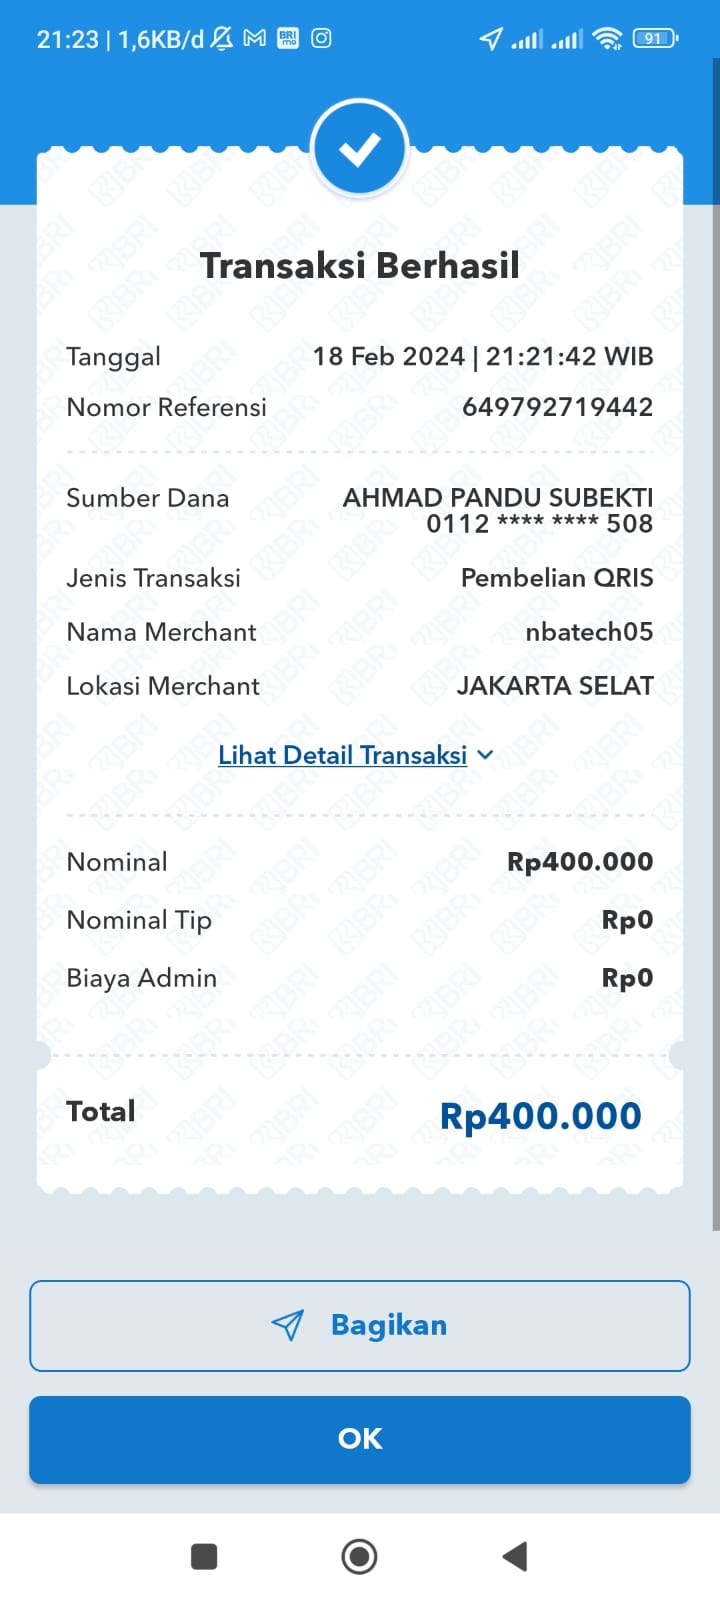 21:23 | 1,6KB/d
BRI mo
91
Transaksi Berhasil
Tanggal 18 Feb 2024 | 21:21:42 WIB
Nomor Referensi 649792719442
Sumber Dana AHMAD PANDU SUBEKTI
0112 **** **** 508
Jenis Transaksi Pembelian QRIS
Nama Merchant nbatech05
Lokasi Merchant JAKARTA SELAT
Lihat Detail Transaksi
Nominal Rp400.000
Nominal Tip Rp0
Biaya Admin Rp0
Total Rp400.000
Bagikan
OK